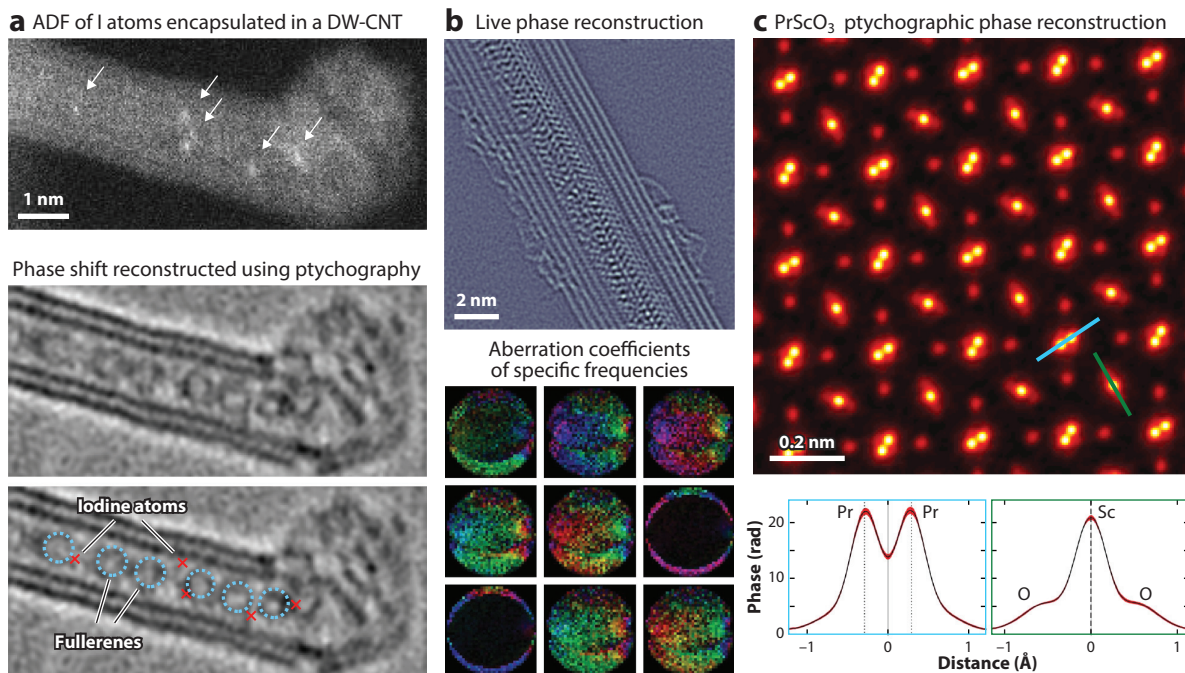 a ADF of I atoms encapsulated in a DW-CNT
1 nm
Phase shift reconstructed using ptychography
Iodine atoms
Fullerenes
b Live phase reconstruction
2 nm
Aberration coefficients
of specific frequencies
c PrScO₃ ptychographic phase reconstruction
0.2 nm
Phase (rad)
20
10
0
Pr
Pr
Sc
O
O
−1
0
1
−1
0
1
Distance (Å)